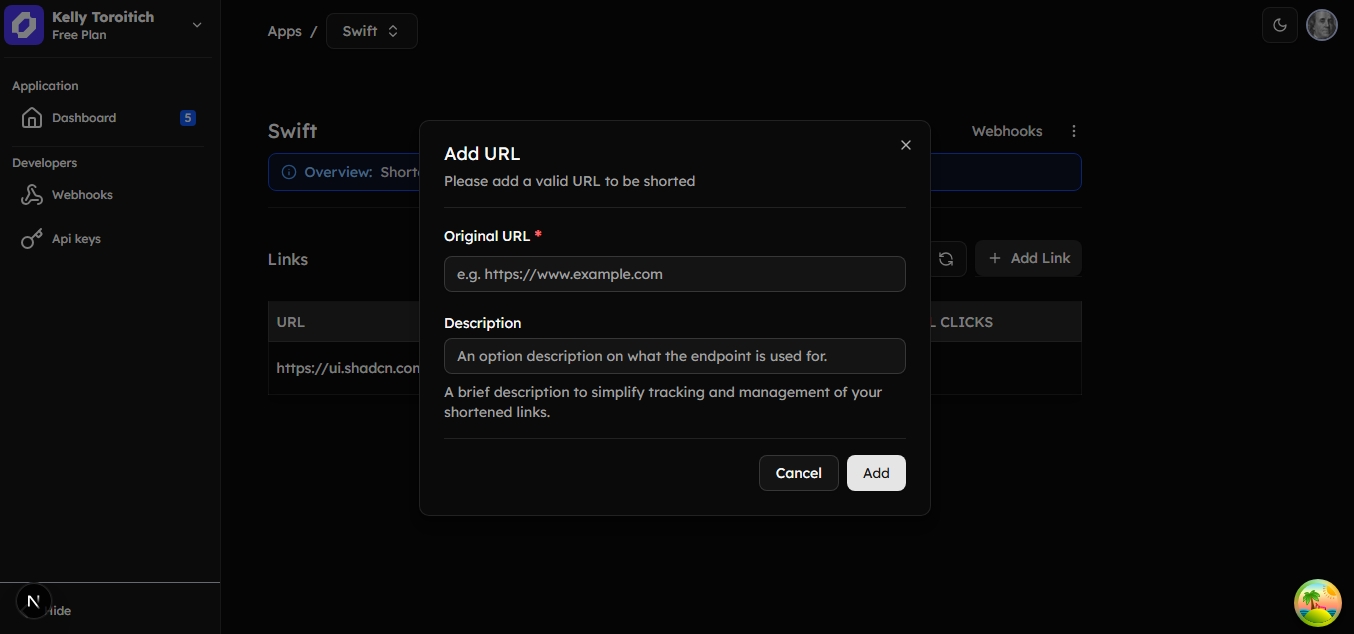 Kelly Toroitich
Free Plan
Apps / Swift
Application
Dashboard 5
Developers
Webhooks
Api keys
Swift
Webhooks
Overview: Short
Links
Add Link
URL
L CLICKS
https://ui.shadcn.com
Add URL
Please add a valid URL to be shorted
Original URL *
e.g. https://www.example.com
Description
An option description on what the endpoint is used for.
A brief description to simplify tracking and management of your
shortened links.
Cancel Add
N
Hide